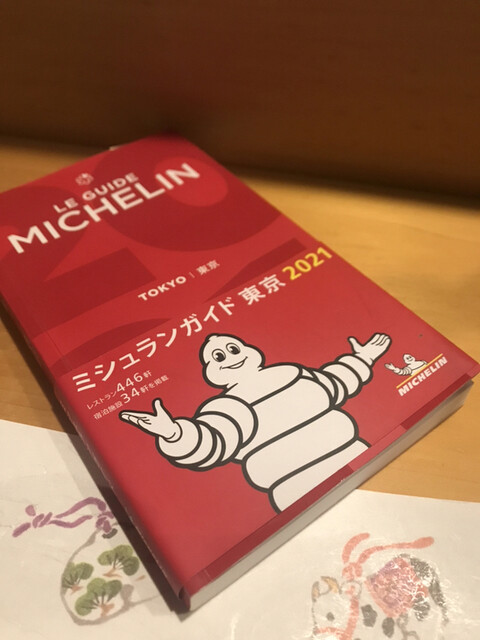 LE GUIDE
MICHELIN
TOKYO | 東京
ミシュランガイド 東京 2021
レストラン446軒
宿泊施設34軒を掲載
MICHELIN